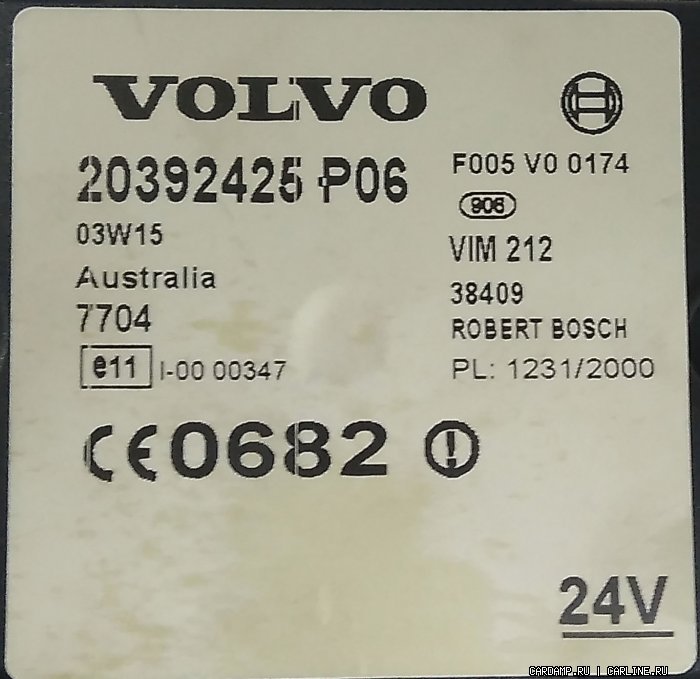 VOLVO
20392425 P06
03W15
Australia
7704
e11 I-00 00347
CE0682
F005 V0 0174
906
VIM 212
38409
ROBERT BOSCH
PL: 1231/2000
24V
CARDAMP.RU | CARLINE.RU